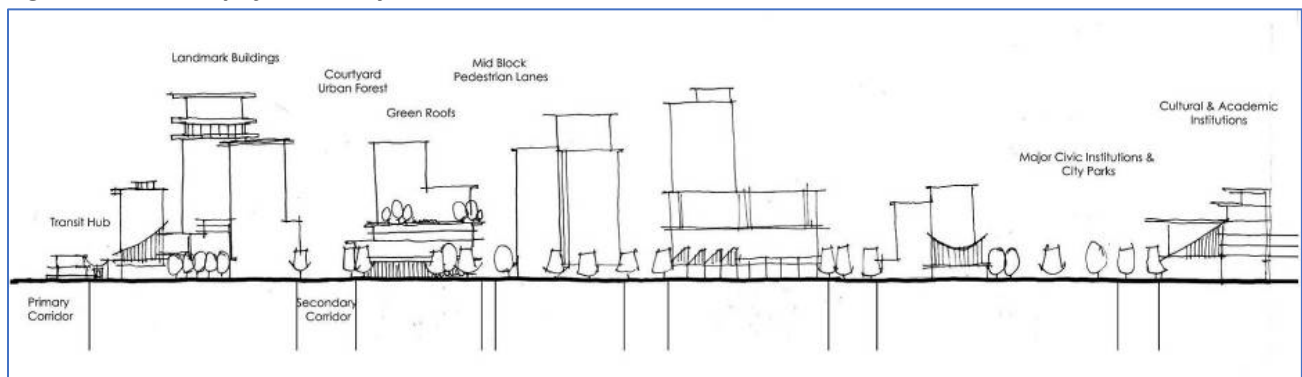 Landmark Buildings
Courtyard
Urban Forest
Mid Block
Pedestrian Lanes
Green Roofs
Cultural & Academic
Institutions
Major Civic Institutions &
City Parks
Transit Hub
Primary
Corridor
Secondary
Corridor